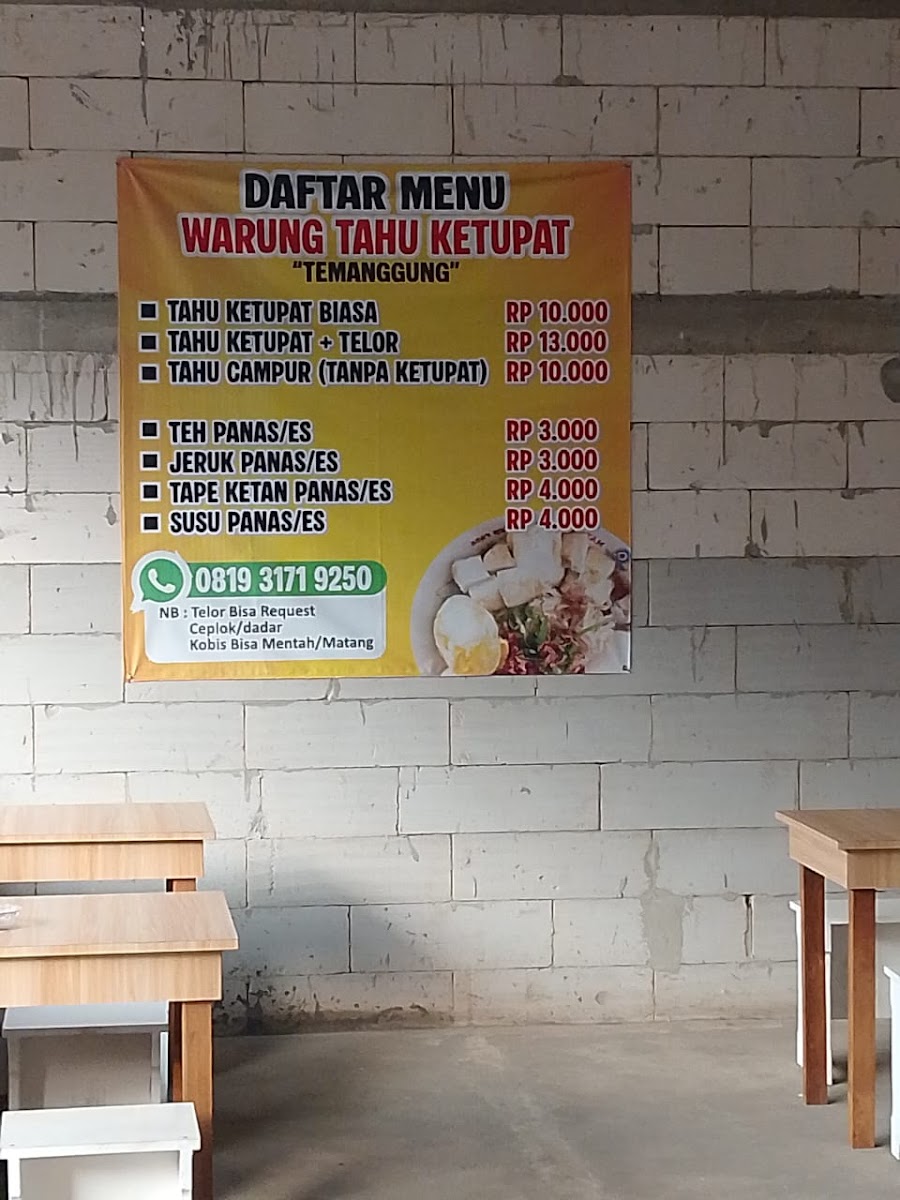 DAFTAR MENU
WARUNG TAHU KETUPAT
"TEMANGGUNG"
TAHU KETUPAT BIASA RP 10.000
TAHU KETUPAT + TELOR RP 13.000
TAHU CAMPUR (TANPA KETUPAT) RP 10.000
TEH PANAS/ES RP 3.000
JERUK PANAS/ES RP 3.000
TAPE KETAN PANAS/ES RP 4.000
SUSU PANAS/ES RP 4.000
0819 3171 9250
NB : Telor Bisa Request
Ceplok/dadar
Kobis Bisa Mentah/Matang